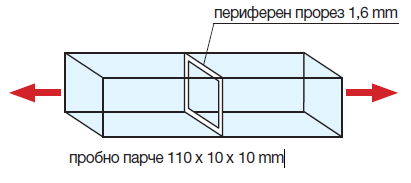 периферен прорез 1,6 mm
пробно парче 110 x 10 x 10 mm